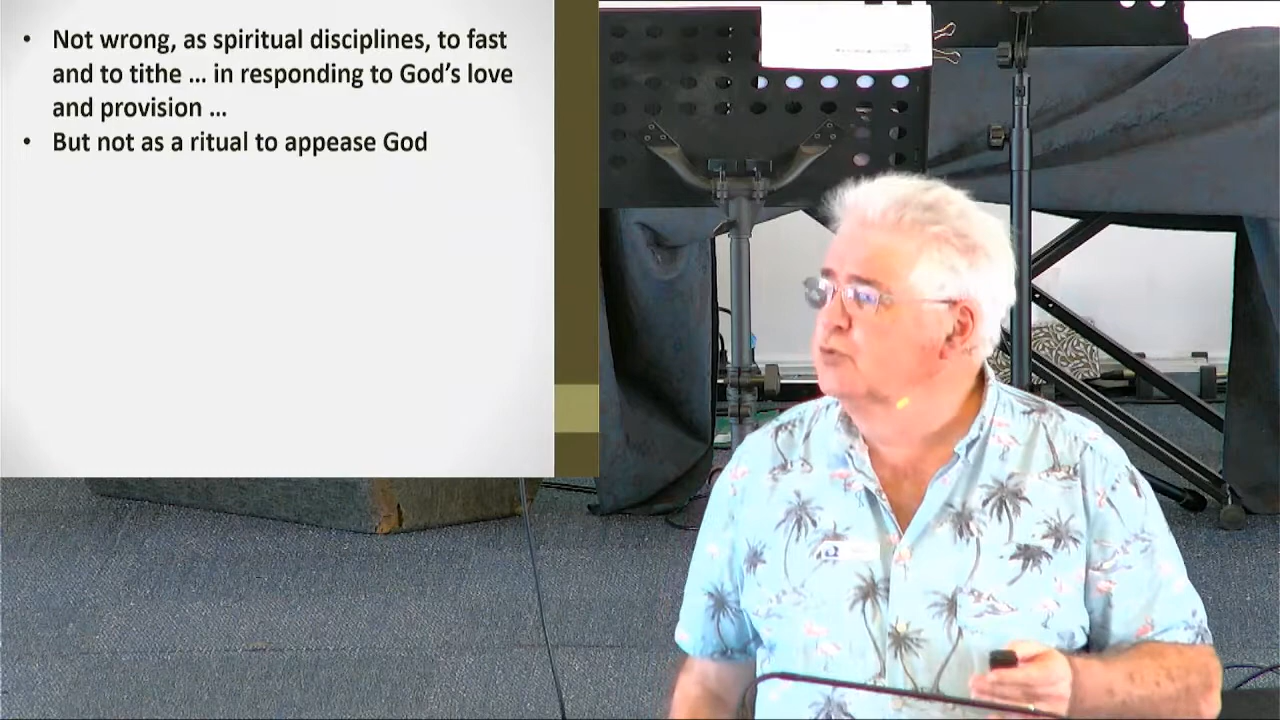 • Not wrong, as spiritual disciplines, to fast
and to tithe ... in responding to God's love
and provision ...
• But not as a ritual to appease God